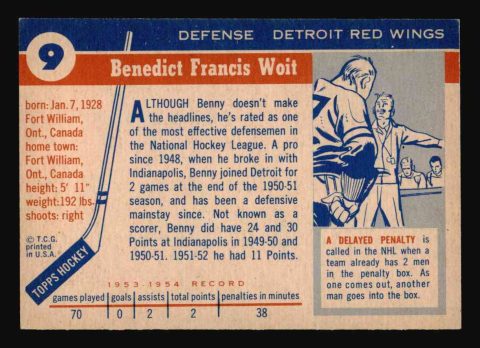 9
DEFENSE DETROIT RED WINGS
Benedict Francis Woit
born: Jan. 7, 1928
Fort William,
Ont., Canada
home town:
Fort William,
Ont., Canada
height: 5' 11"
weight: 192 lbs.
shoots: right
© T.C.G.
printed
in U.S.A.
TOPPS HOCKEY
ALTHOUGH Benny doesn't make
the headlines, he's rated as one
of the most effective defensemen in
the National Hockey League. A pro
since 1948, when he broke in with
Indianapolis, Benny joined Detroit for
2 games at the end of the 1950-51
season, and has been a defensive
mainstay since. Not known as a
scorer, Benny did have 24 and 30
Points at Indianapolis in 1949-50 and
1950-51. 1951-52 he had 11 Points.
7
A DELAYED PENALTY is
called in the NHL when a
team already has 2 men
in the penalty box. As
one comes out, another
man goes into the box.
1953-1954 RECORD
games played goals assists total points penalties in minutes
70 0 2 2 38